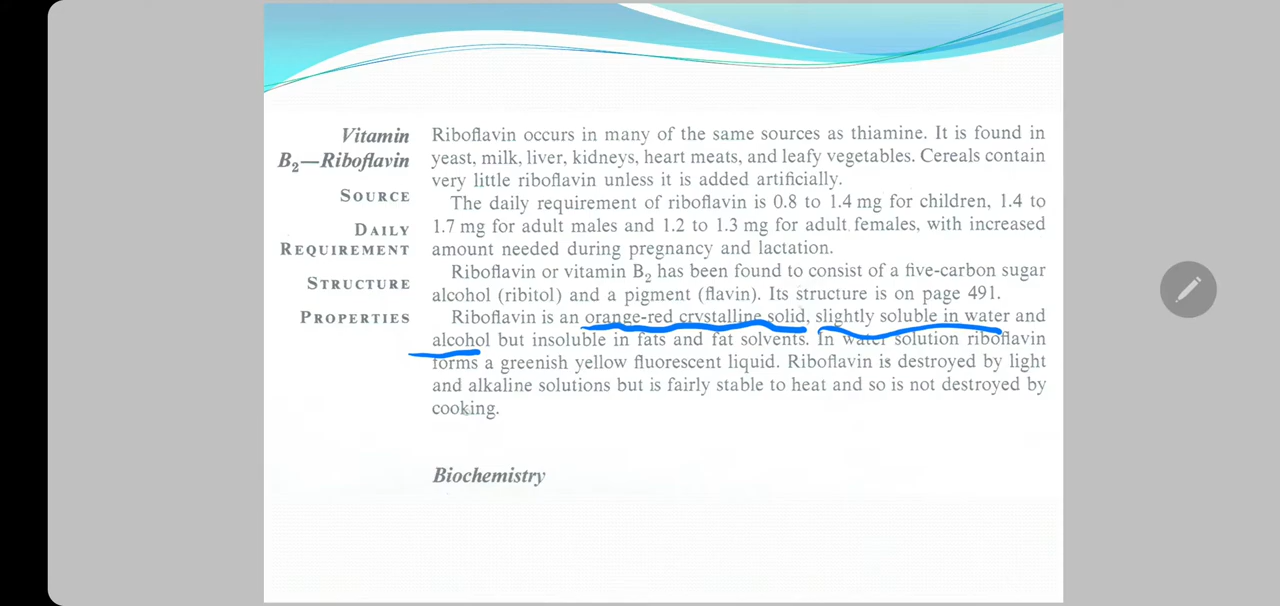 Vitamin
B₂—Riboflavin
SOURCE
DAILY
REQUIREMENT
STRUCTURE
PROPERTIES
Riboflavin occurs in many of the same sources as thiamine. It is found in
yeast, milk, liver, kidneys, heart meats, and leafy vegetables. Cereals contain
very little riboflavin unless it is added artificially.
The daily requirement of riboflavin is 0.8 to 1.4 mg for children, 1.4 to
1.7 mg for adult males and 1.2 to 1.3 mg for adult females, with increased
amount needed during pregnancy and lactation.
Riboflavin or vitamin B₂ has been found to consist of a five-carbon sugar
alcohol (ribitol) and a pigment (flavin). Its structure is on page 491.
Riboflavin is an orange-red crystalline solid, slightly soluble in water and
alcohol but insoluble in fats and fat solvents. In water solution riboflavin
forms a greenish yellow fluorescent liquid. Riboflavin is destroyed by light
and alkaline solutions but is fairly stable to heat and so is not destroyed by
cooking.
Biochemistry